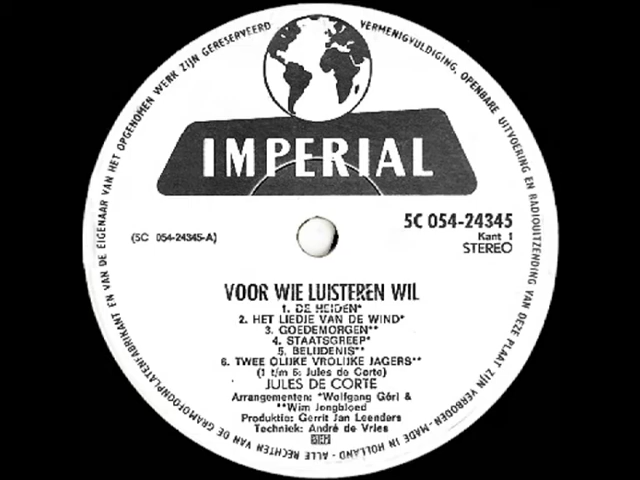 ALLE RECHTEN VAN DE GRAMOFOONPLATENFABRIKANT EN VAN DE EIGENAAR VAN HET OPGENOMEN WERK ZIJN GERESERVEERD
VERMENIGVULDIGING, OPENBARE UITVOERING EN RADIOUITZENDING VAN DEZE PLAAT ZIJN VERBODEN-MADE IN HOLLAND -
IMPERIAL
5C 054-24345
(5C 054-24345-A)
Kant 1
STEREO
VOOR WIE LUISTEREN WIL
1. DE HEIDEN*
2. HET LIEDJE VAN DE WIND*
3. GOEDEMORGEN**
4. STAATSGREEP*
5. BELIJDENIS**
6. TWEE OLIJKE VROLIJKE JAGERS**
(1 t/m 6: Jules de Corte)
JULES DE CORTE
Arrangementen: *Wolfgang Görl &
**Wim Jongbloed
Produktie: Gerrit Jan Leenders
Techniek: André de Vries